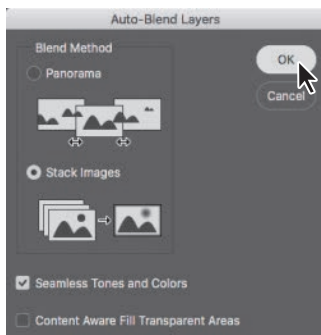 Auto-Blend Layers
Blend Method
Panorama
Stack Images
OK
Cancel
Seamless Tones and Colors
Content Aware Fill Transparent Areas